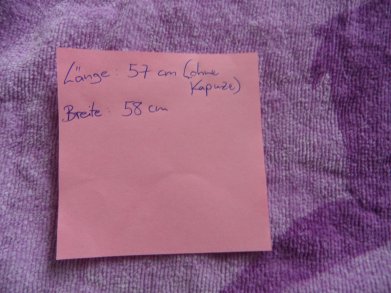 Länge: 57 cm (ohne
Kapuze)
Breite: 58 cm